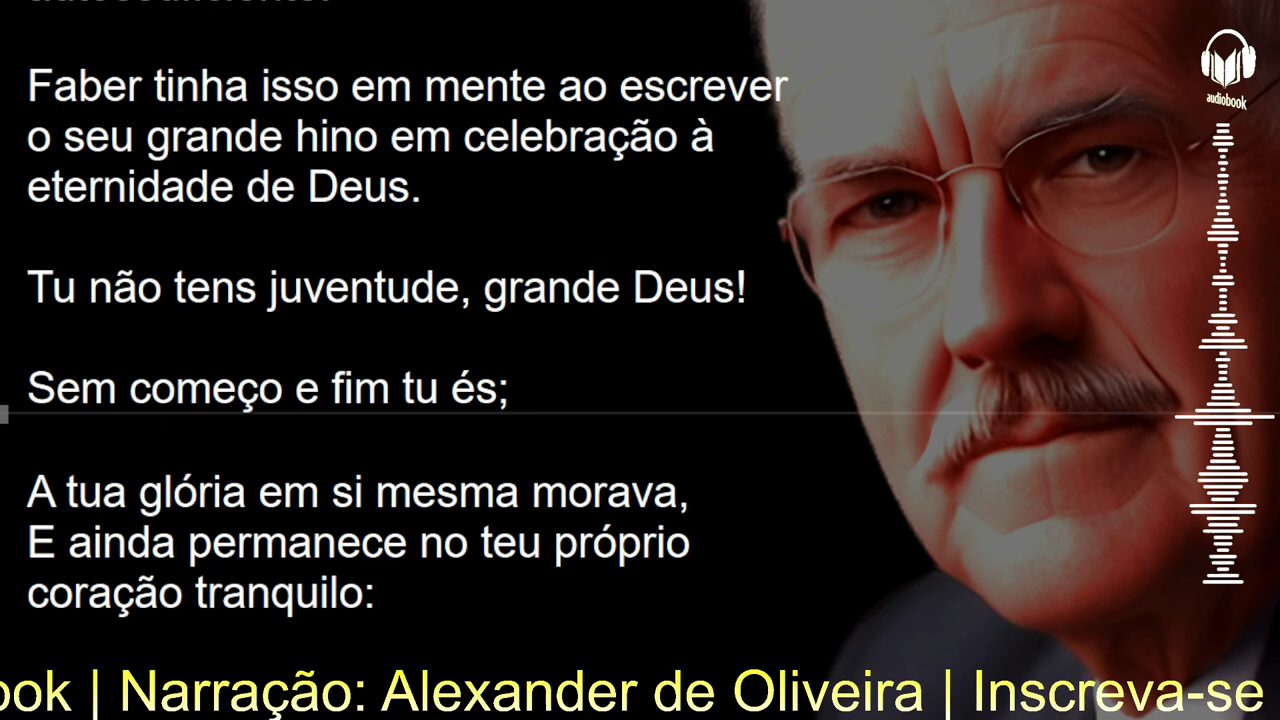 Faber tinha isso em mente ao escrever
o seu grande hino em celebração à
eternidade de Deus.
Tu não tens juventude, grande Deus!
Sem começo e fim tu és;
A tua glória em si mesma morava,
E ainda permanece no teu próprio
coração tranquilo:
audiobook
ook | Narração: Alexander de Oliveira | Inscreva-se